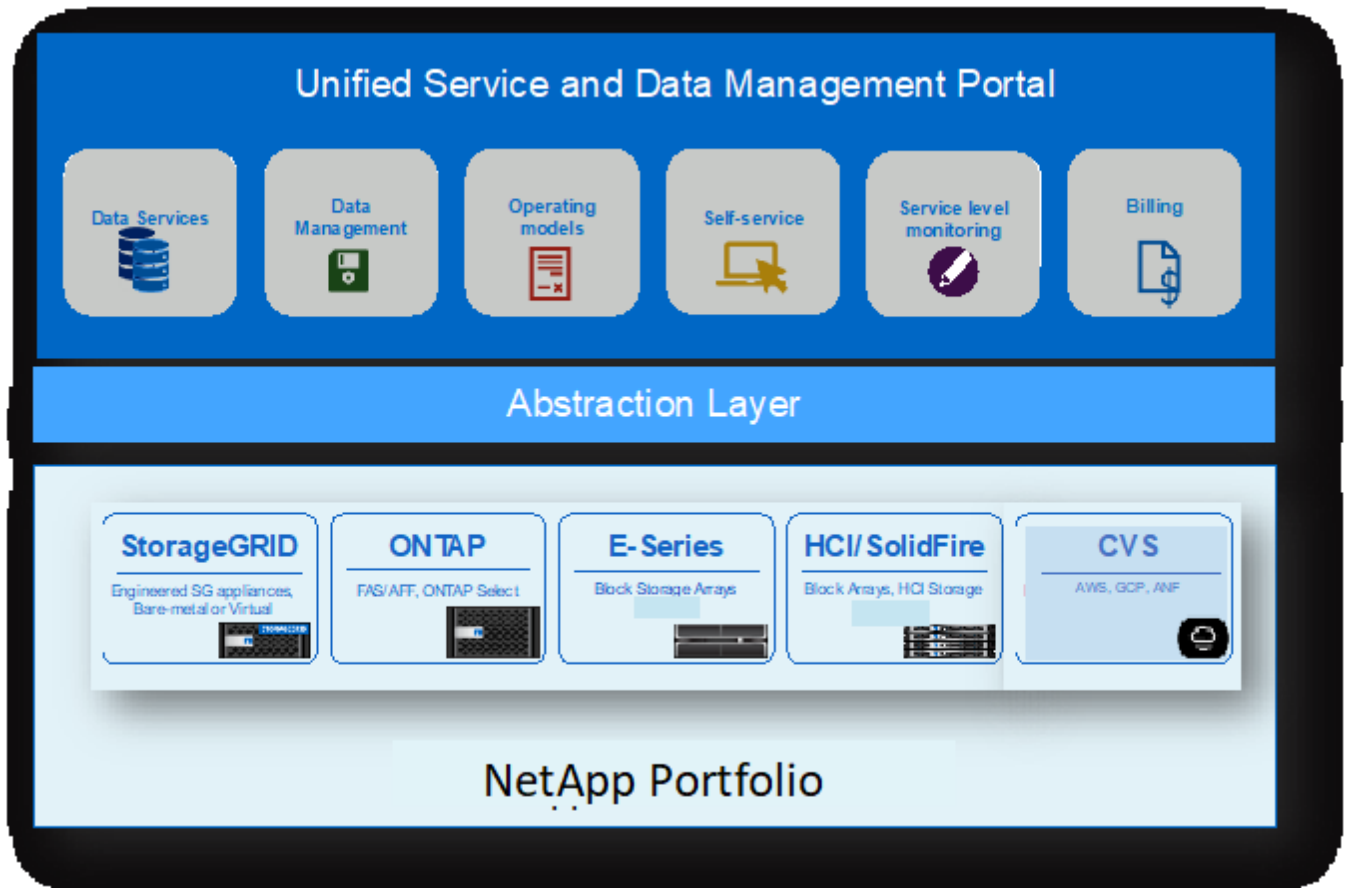 Unified Service and Data Management Portal
Data Services
Data
Management
Operating
models
Self-service
Service level
monitoring
Billing
Abstraction Layer
StorageGRID
Engineered SG appliances,
Bare-metal or Virtual
ONTAP
FAS/AFF, ONTAP Select
E-Series
Block Storage Arrays
HCI/SolidFire
Block Arrays, HCI Storage
CVS
AWS, GCP, ANF
NetApp Portfolio